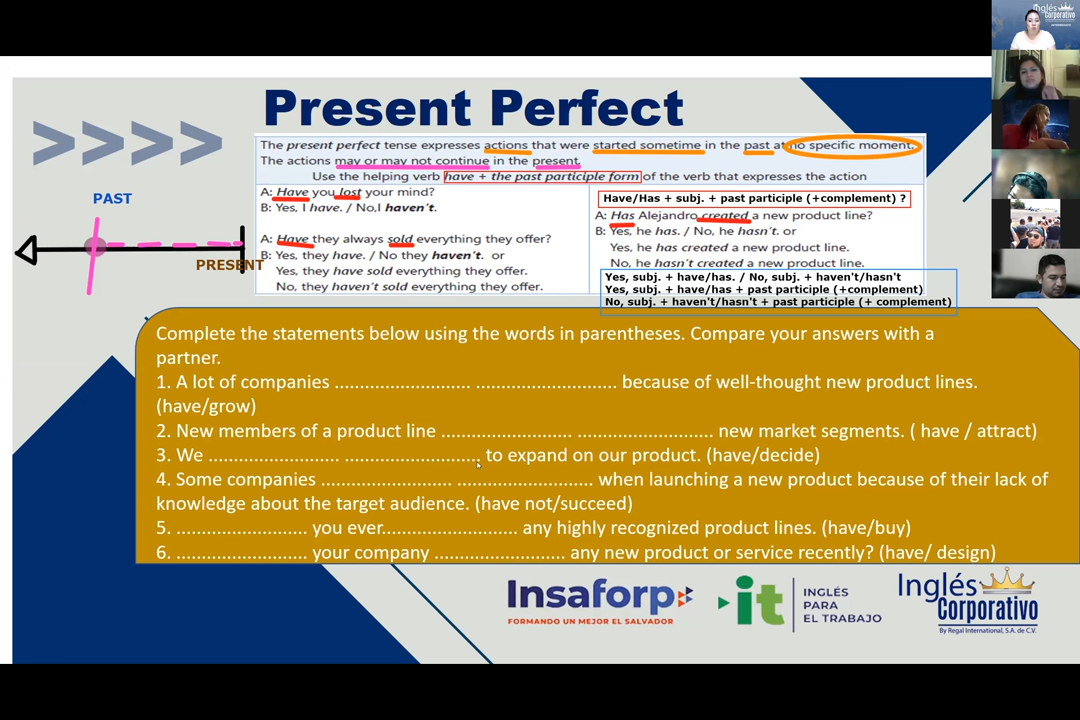 Present Perfect
The present perfect tense expresses actions that were started sometime in the past at no specific moment.
The actions may or may not continue in the present.
Use the helping verb have + the past participle form of the verb that expresses the action
A: Have you lost your mind?
B: Yes, I have. / No,I haven't.
A: Have they always sold everything they offer?
B: Yes, they have. / No they haven't. or
Yes, they have sold everything they offer.
No, they haven't sold everything they offer.
Have/Has + subj. + past participle (+complement) ?
A: Has Alejandro created a new product line?
B: Yes, he has. / No, he hasn't. or
Yes, he has created a new product line.
No, he hasn't created a new product line.
Yes, subj. + have/has. / No, subj. + haven't/hasn't
Yes, subj. + have/has + past participle (+complement)
No, subj. + haven't/hasn't + past participle (+ complement)
PAST
PRESENT
Complete the statements below using the words in parentheses. Compare your answers with a
partner.
1. A lot of companies ........................... ............................ because of well-thought new product lines.
(have/grow)
2. New members of a product line .......................... ........................... new market segments. ( have / attract)
3. We .......................... ........................... to expand on our product. (have/decide)
4. Some companies .......................... ........................... when launching a new product because of their lack of
knowledge about the target audience. (have not/succeed)
5. .......................... you ever........................... any highly recognized product lines. (have/buy)
6. .......................... your company .......................... any new product or service recently? (have/ design)
Insaforp
FORMANDO UN MEJOR EL SALVADOR
it
INGLÉS
PARA
EL TRABAJO
Inglés
Corporativo
By Regal International, S.A. de C.V.
Inglés
Corporativo